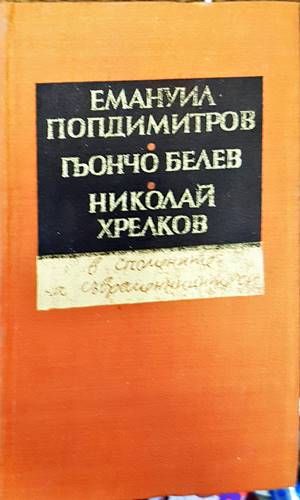 ЕМАНУИЛ
ПОПДИМИТРОВ
ГЬОНЧО БЕЛЕВ
НИКОЛАЙ
ХРЕЛКОВ
в спомените
на съвременниците си